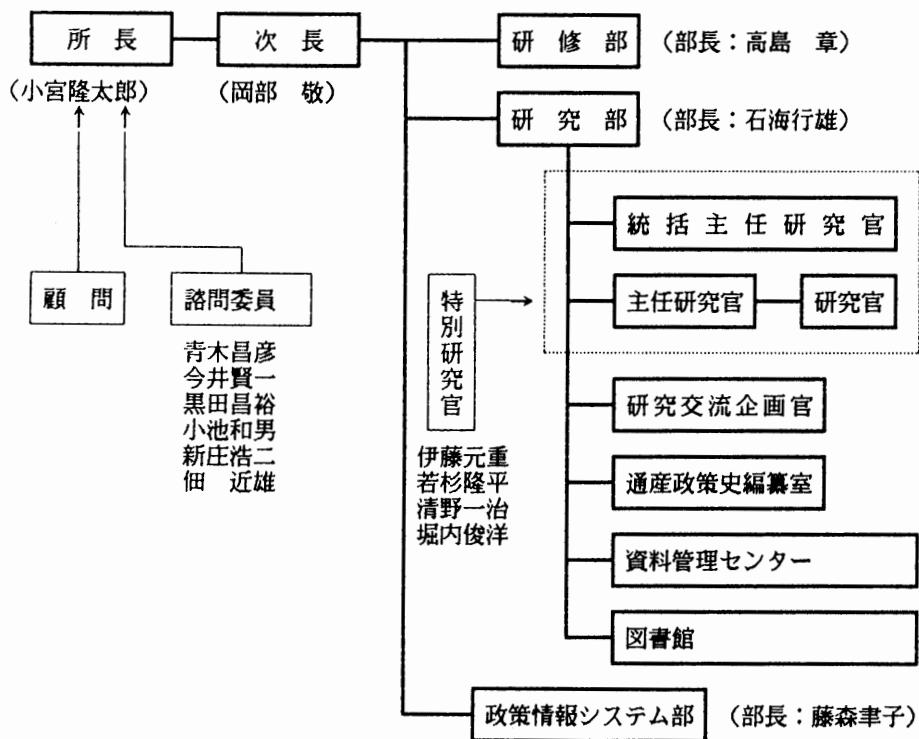 所長
次長
研修部
(部長:高島 章)
(小宮隆太郎)
(岡部 敬)
研究部
(部長:石海行雄)
統括主任研究官
顧問
諮問委員
特別研究官
主任研究官
研究官
青木昌彦
今井賢一
黒田昌裕
小池和男
新庄浩二
佃 近雄
研究交流企画官
伊藤元重
若杉隆平
清野一治
堀内俊洋
通産政策史編纂室
資料管理センター
図書館
政策情報システム部
(部長:藤森聿子)